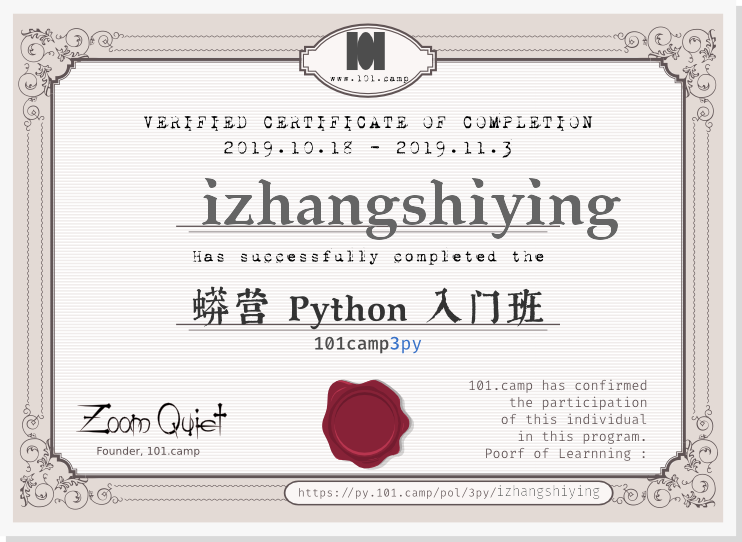 101
www.101.camp
VERIFIED CERTIFICATE OF COMPLETION
2019.10.18 - 2019.11.3
izhangshiying
Has successfully completed the
蟒营 Python 入门班
101camp3py
Zoom Quiet
Founder, 101.camp
101.camp has confirmed
the participation
of this individual
in this program.
Poorf of Learnning :
https://py.101.camp/pol/3py/izhangshiying